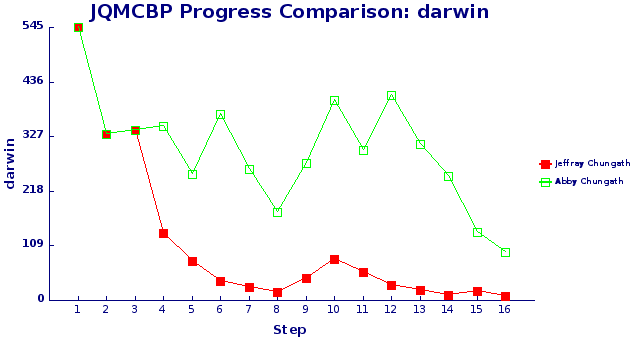 JQMCBP Progress Comparison: darwin
545
436
327
218
109
0
darwin
1 2 3 4 5 6 7 8 9 10 11 12 13 14 15 16
Step
Jeffray Chungath
Abby Chungath